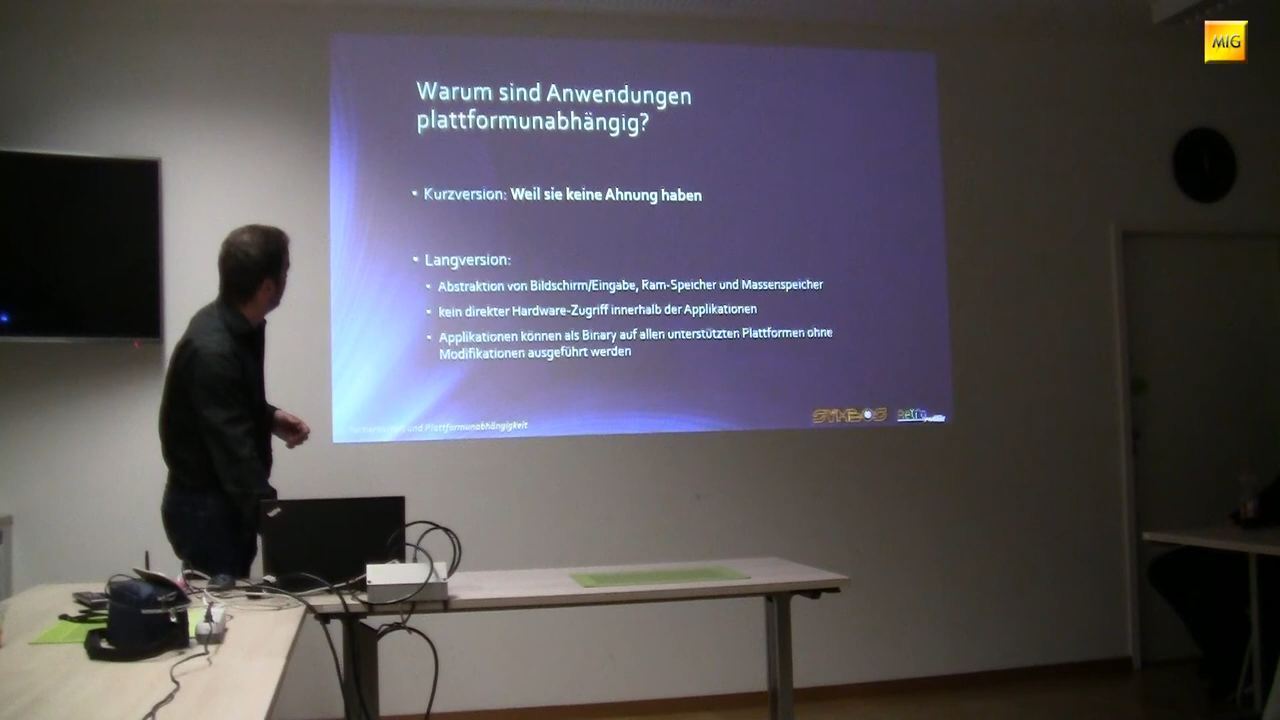 MIG
Warum sind Anwendungen
plattformunabhängig?
Kurzversion: Weil sie keine Ahnung haben
Langversion:
Abstraktion von Bildschirm/Eingabe, Ram-Speicher und Massenspeicher
kein direkter Hardware-Zugriff innerhalb der Applikationen
Applikationen können als Binary auf allen unterstützten Plattformen ohne
Modifikationen ausgeführt werden
SYMBOS
und Plattformunabhängigkeit